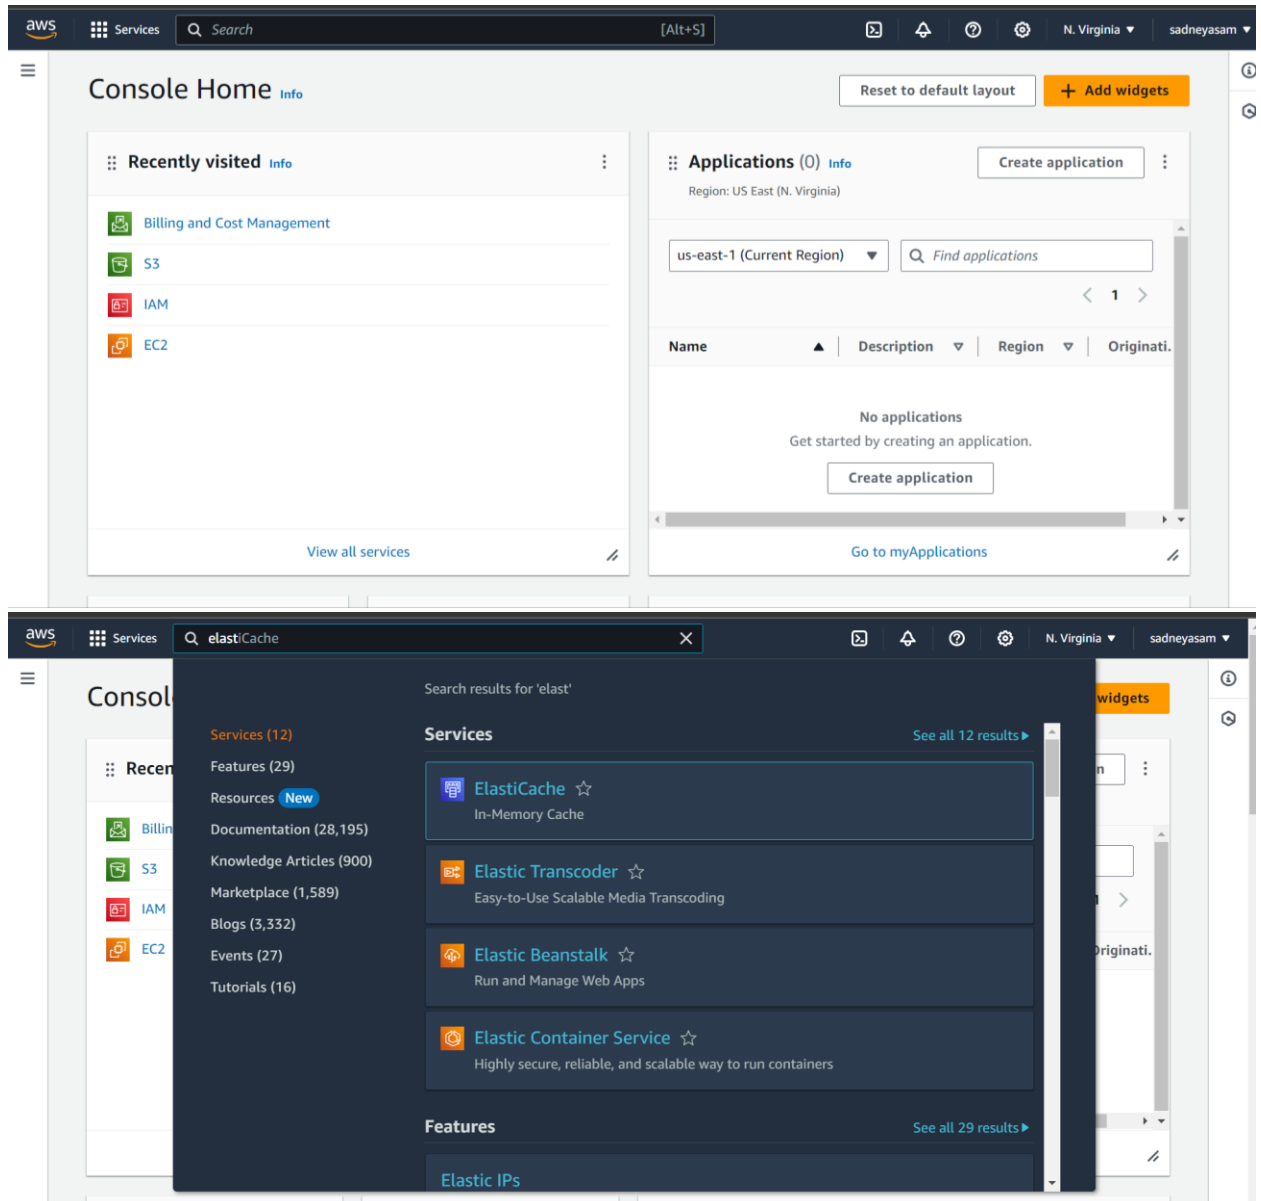 aws Services Search [Alt+S] N. Virginia sadneyasam
Console Home Info Reset to default layout + Add widgets
Recently visited Info
Billing and Cost Management
S3
IAM
EC2
View all services
Applications (0) Info Create application
Region: US East (N. Virginia)
us-east-1 (Current Region) Find applications
1
Name Description Region Originati.
No applications
Get started by creating an application.
Create application
Go to myApplications
aws Services elastiCache N. Virginia sadneyasam
Consol widgets
Recen n
Billin
S3
IAM
EC2
Originati.
Search results for 'elast'
Services (12)
Features (29)
Resources New
Documentation (28,195)
Knowledge Articles (900)
Marketplace (1,589)
Blogs (3,332)
Events (27)
Tutorials (16)
Services See all 12 results
ElastiCache
In-Memory Cache
Elastic Transcoder
Easy-to-Use Scalable Media Transcoding
Elastic Beanstalk
Run and Manage Web Apps
Elastic Container Service
Highly secure, reliable, and scalable way to run containers
Features See all 29 results
Elastic IPs